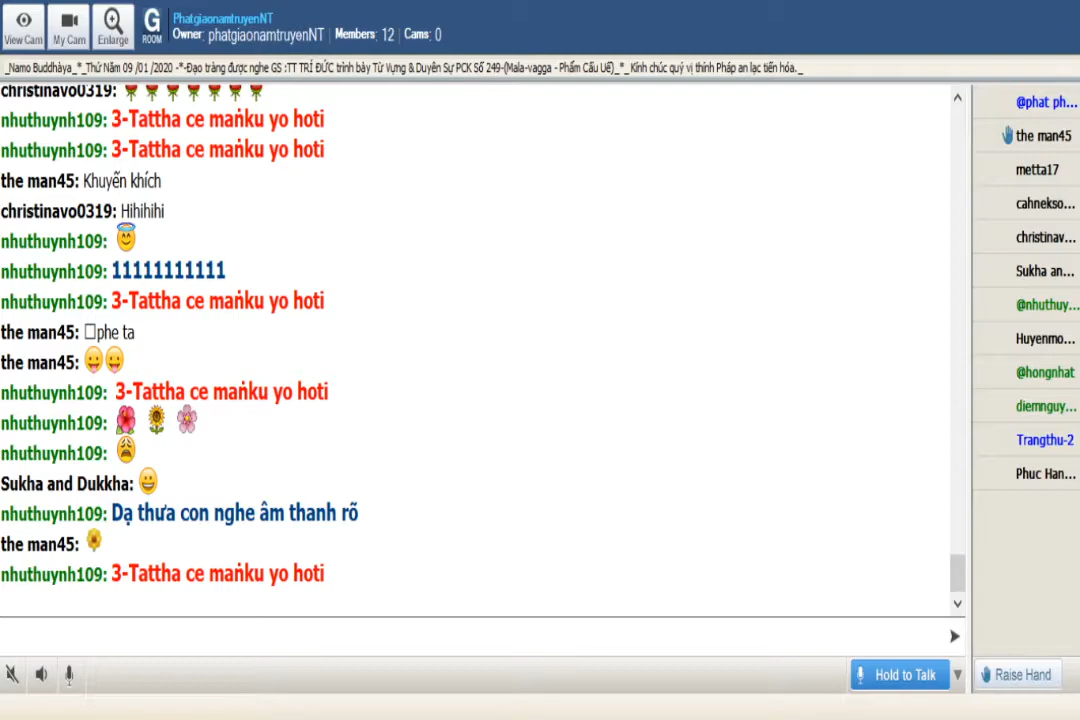 View Cam
My Cam
Enlarge
G
ROOM
PhatgiaonamtruyenNT
Owner: phatgiaonamtruyenNT | Members: 12 | Cams: 0
_Namo Buddhàya_*_Thứ Năm 09 /01 /2020 -*-Đạo tràng được nghe GS :TT TRÍ ĐỨC trình bày Từ Vựng & Duyên Sự PCK Số 249-(Mala-vagga - Phẩm Cấu Uế)_*_ Kính chúc quý vị thính Pháp an lạc tiến hóa._
christinavo0319:
nhuthuynh109: 3-Tattha ce maṅku yo hoti
nhuthuynh109: 3-Tattha ce maṅku yo hoti
the man45: Khuyến khích
christinavo0319: Hihihihi
nhuthuynh109:
nhuthuynh109: 11111111111
nhuthuynh109: 3-Tattha ce maṅku yo hoti
the man45: phe ta
the man45:
nhuthuynh109: 3-Tattha ce maṅku yo hoti
nhuthuynh109:
nhuthuynh109:
Sukha and Dukkha:
nhuthuynh109: Dạ thưa con nghe âm thanh rõ
the man45:
nhuthuynh109: 3-Tattha ce maṅku yo hoti
@phat ph...
the man45
metta17
cahnekso...
christinav...
Sukha an...
@nhuthuy...
Huyenmo...
@hongnhat
diemnguy...
Trangthu-2
Phuc Han...
Hold to Talk
Raise Hand